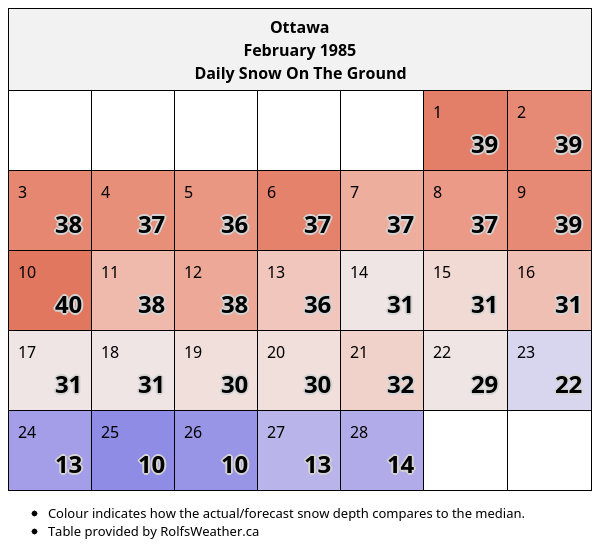 Ottawa
February 1985
Daily Snow On The Ground
1 2
39 39
3 4 5 6 7 8 9
38 37 36 37 37 37 39
10 11 12 13 14 15 16
40 38 38 36 31 31 31
17 18 19 20 21 22 23
31 31 30 30 32 29 22
24 25 26 27 28
13 10 10 13 14
• Colour indicates how the actual/forecast snow depth compares to the median.
• Table provided by RolfsWeather.ca